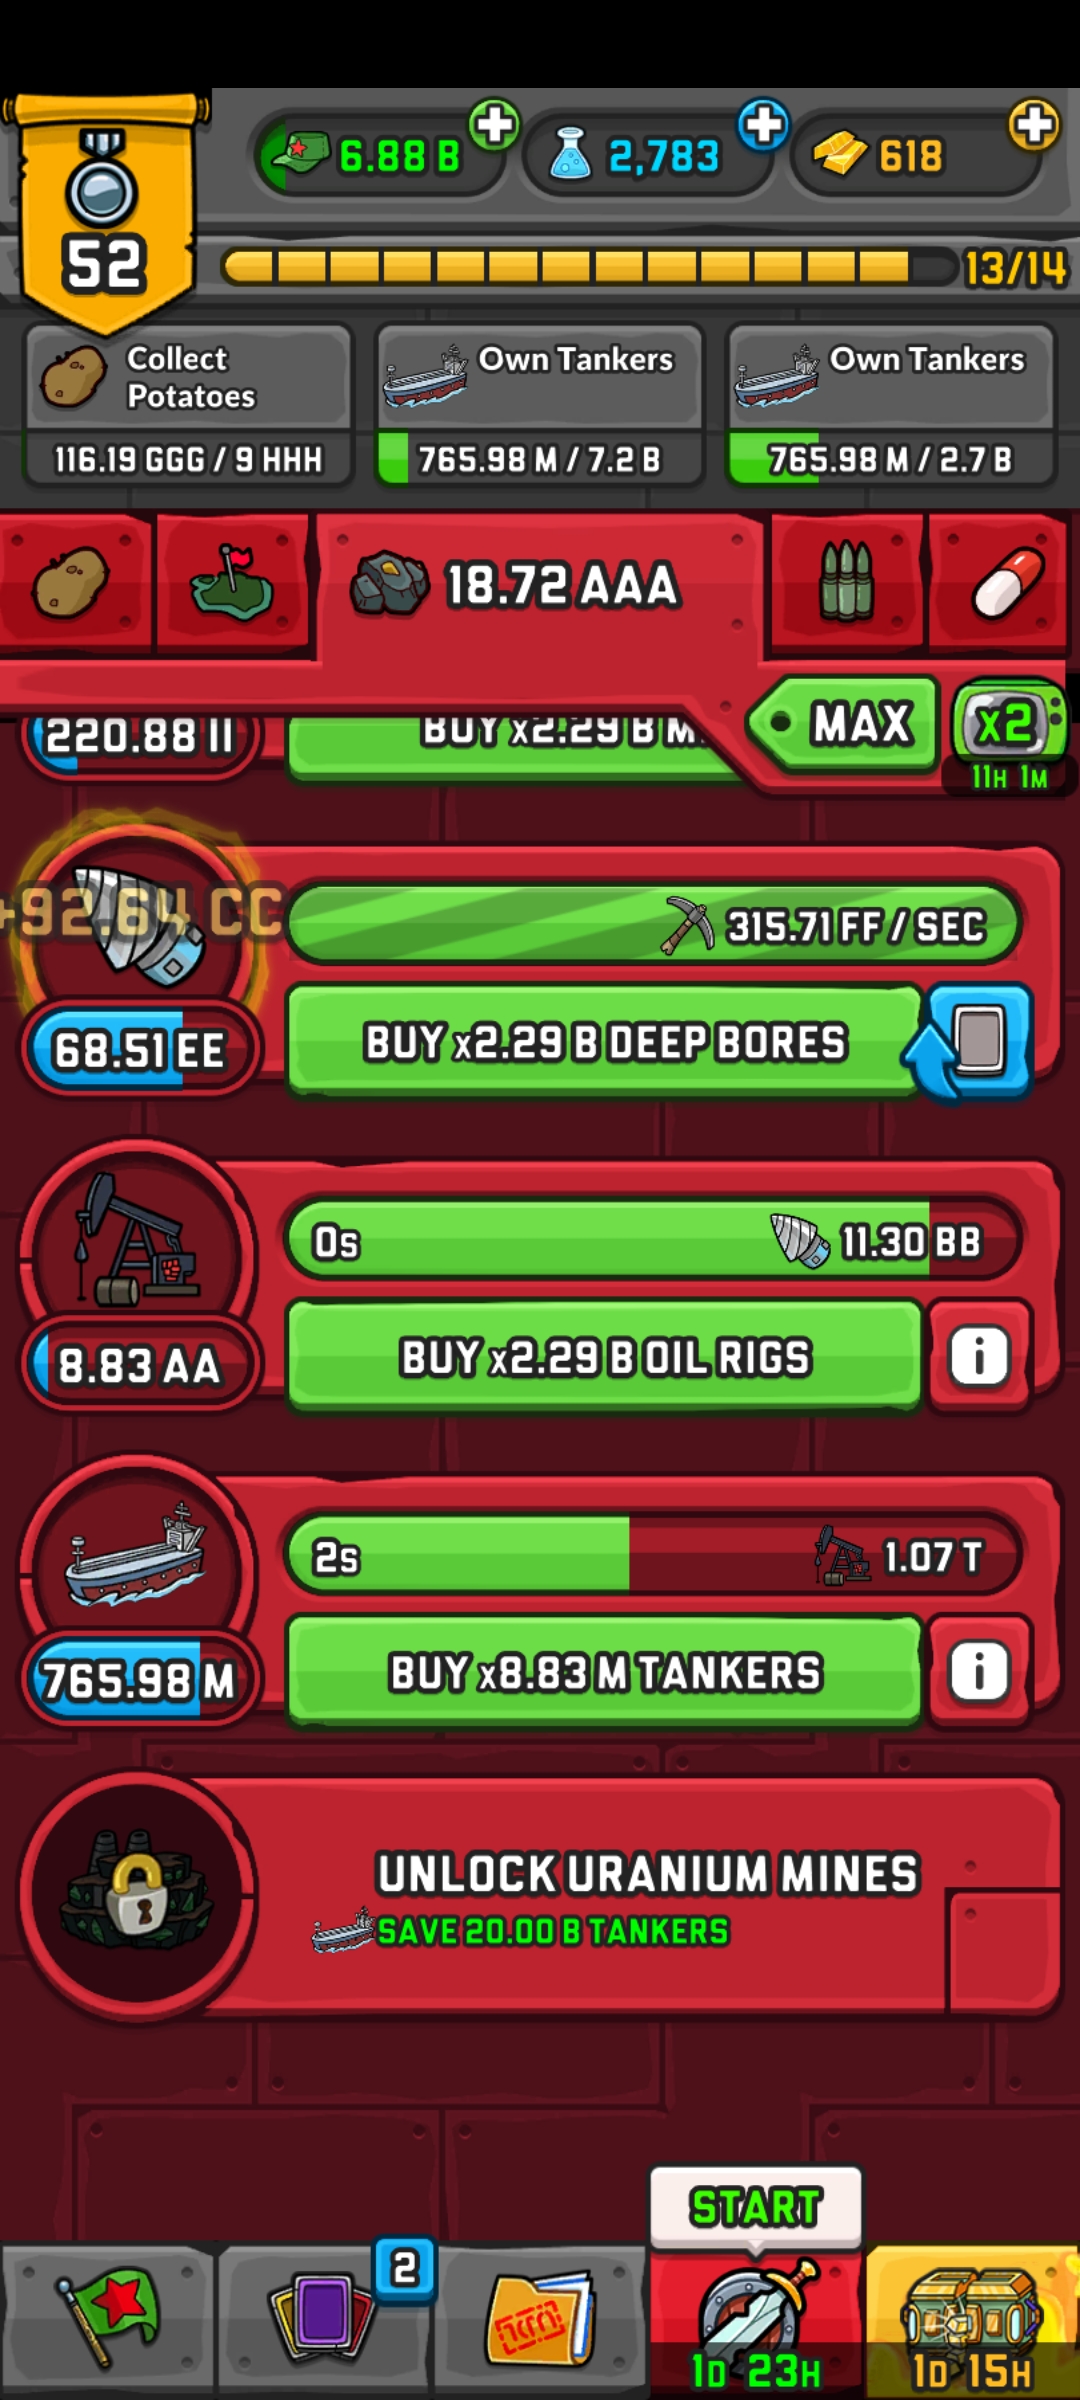 6.88 B
2,783
618
52
13/14
Collect
Potatoes
116.19 GGG / 9 HHH
Own Tankers
765.98 M / 7.2 B
Own Tankers
765.98 M / 2.7 B
18.72 AAA
MAX
x2
11H 1M
220.88 II
BUY x2.29 B M
+92.64 CC
315.71 FF / SEC
68.51 EE
BUY x2.29 B DEEP BORES
0s
11.30 BB
8.83 AA
BUY x2.29 B OIL RIGS
i
2s
1.07 T
765.98 M
BUY x8.83 M TANKERS
i
UNLOCK URANIUM MINES
SAVE 20.00 B TANKERS
START
2
1D 23H
1D 15H